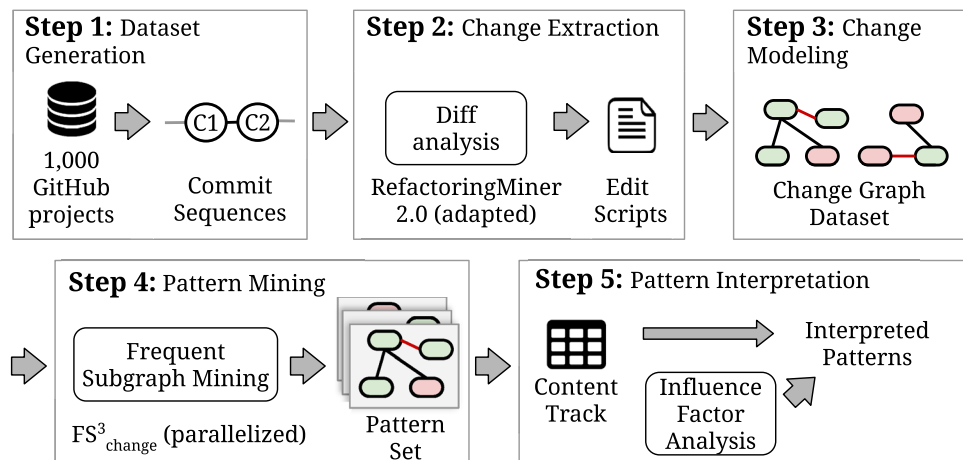 Step 1: Dataset
Generation
1,000
GitHub
projects
C1
C2
Commit
Sequences
Step 2: Change Extraction
Diff
analysis
RefactoringMiner
2.0 (adapted)
Edit
Scripts
Step 3: Change
Modeling
Change Graph
Dataset
Step 4: Pattern Mining
Frequent
Subgraph Mining
FS³change (parallelized)
Pattern
Set
Step 5: Pattern Interpretation
Content
Track
Influence
Factor
Analysis
Interpreted
Patterns